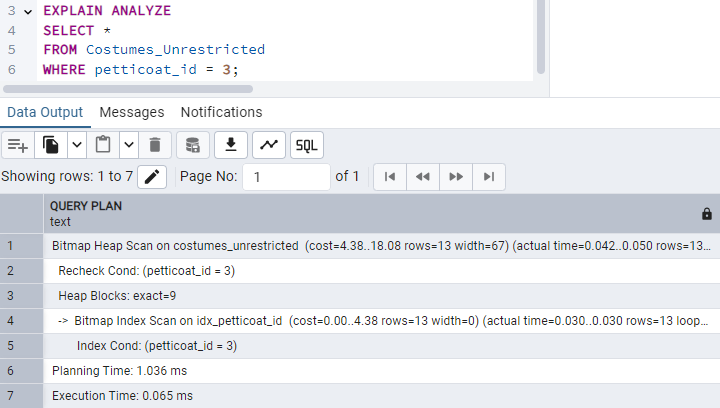 3 EXPLAIN ANALYZE
4 SELECT *
5 FROM Costumes_Unrestricted
6 WHERE petticoat_id = 3;
Data Output Messages Notifications
SQL
Showing rows: 1 to 7 Page No: 1 of 1
QUERY PLAN
text
1 Bitmap Heap Scan on costumes_unrestricted (cost=4.38..18.08 rows=13 width=67) (actual time=0.042..0.050 rows=13...
2 Recheck Cond: (petticoat_id = 3)
3 Heap Blocks: exact=9
4 -> Bitmap Index Scan on idx_petticoat_id (cost=0.00..4.38 rows=13 width=0) (actual time=0.030..0.030 rows=13 loop...
5 Index Cond: (petticoat_id = 3)
6 Planning Time: 1.036 ms
7 Execution Time: 0.065 ms